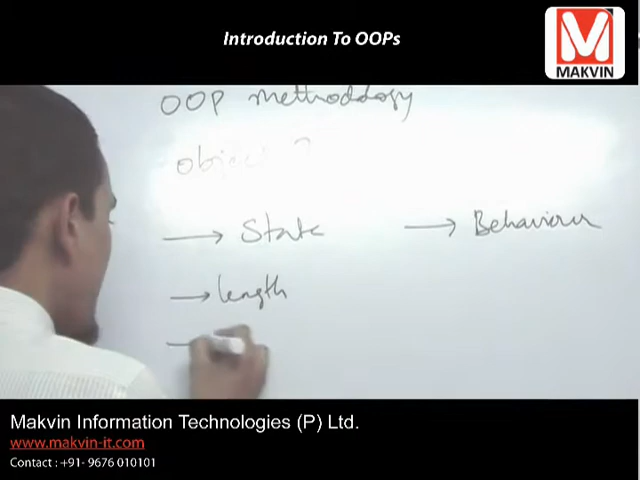 Introduction To OOPs
MAKVIN
OOP methodology
object ?
→ State → Behaviour
→ length
Makvin Information Technologies (P) Ltd.
www.makvin-it.com
Contact : +91- 9676 010101